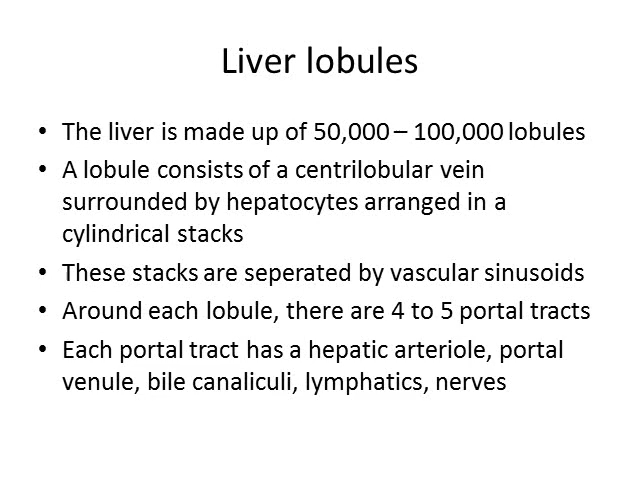 Liver lobules
• The liver is made up of 50,000 – 100,000 lobules
• A lobule consists of a centrilobular vein
surrounded by hepatocytes arranged in a
cylindrical stacks
• These stacks are seperated by vascular sinusoids
• Around each lobule, there are 4 to 5 portal tracts
• Each portal tract has a hepatic arteriole, portal
venule, bile canaliculi, lymphatics, nerves